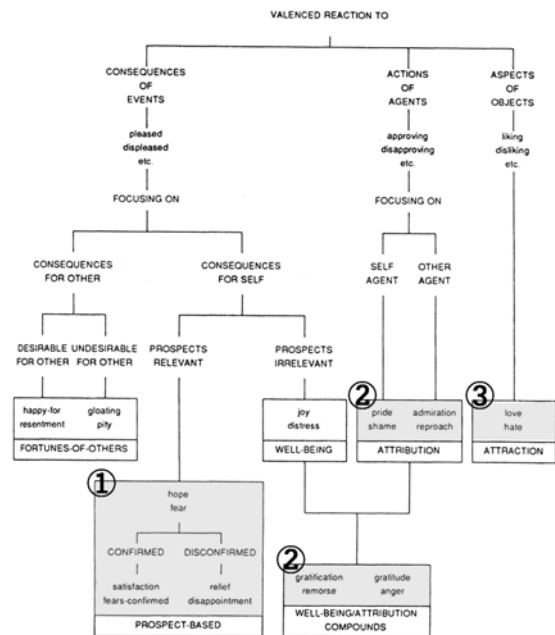 VALENCED REACTION TO
CONSEQUENCES
OF
EVENTS
pleased
displeased
etc.
FOCUSING ON
ACTIONS
OF
AGENTS
approving
disapproving
etc.
FOCUSING ON
ASPECTS
OF
OBJECTS
liking
disliking
etc.
CONSEQUENCES
FOR OTHER
CONSEQUENCES
FOR SELF
SELF
AGENT
OTHER
AGENT
DESIRABLE
FOR OTHER
UNDESIRABLE
FOR OTHER
PROSPECTS
RELEVANT
PROSPECTS
IRRELEVANT
happy-for
resentment
gloating
pity
FORTUNES-OF-OTHERS
joy
distress
WELL-BEING
2
pride
shame
admiration
reproach
ATTRIBUTION
3
love
hate
ATTRACTION
1
hope
fear
CONFIRMED
DISCONFIRMED
satisfaction
fears-confirmed
relief
disappointment
PROSPECT-BASED
2
gratification
remorse
gratitude
anger
WELL-BEING/ATTRIBUTION
COMPOUNDS